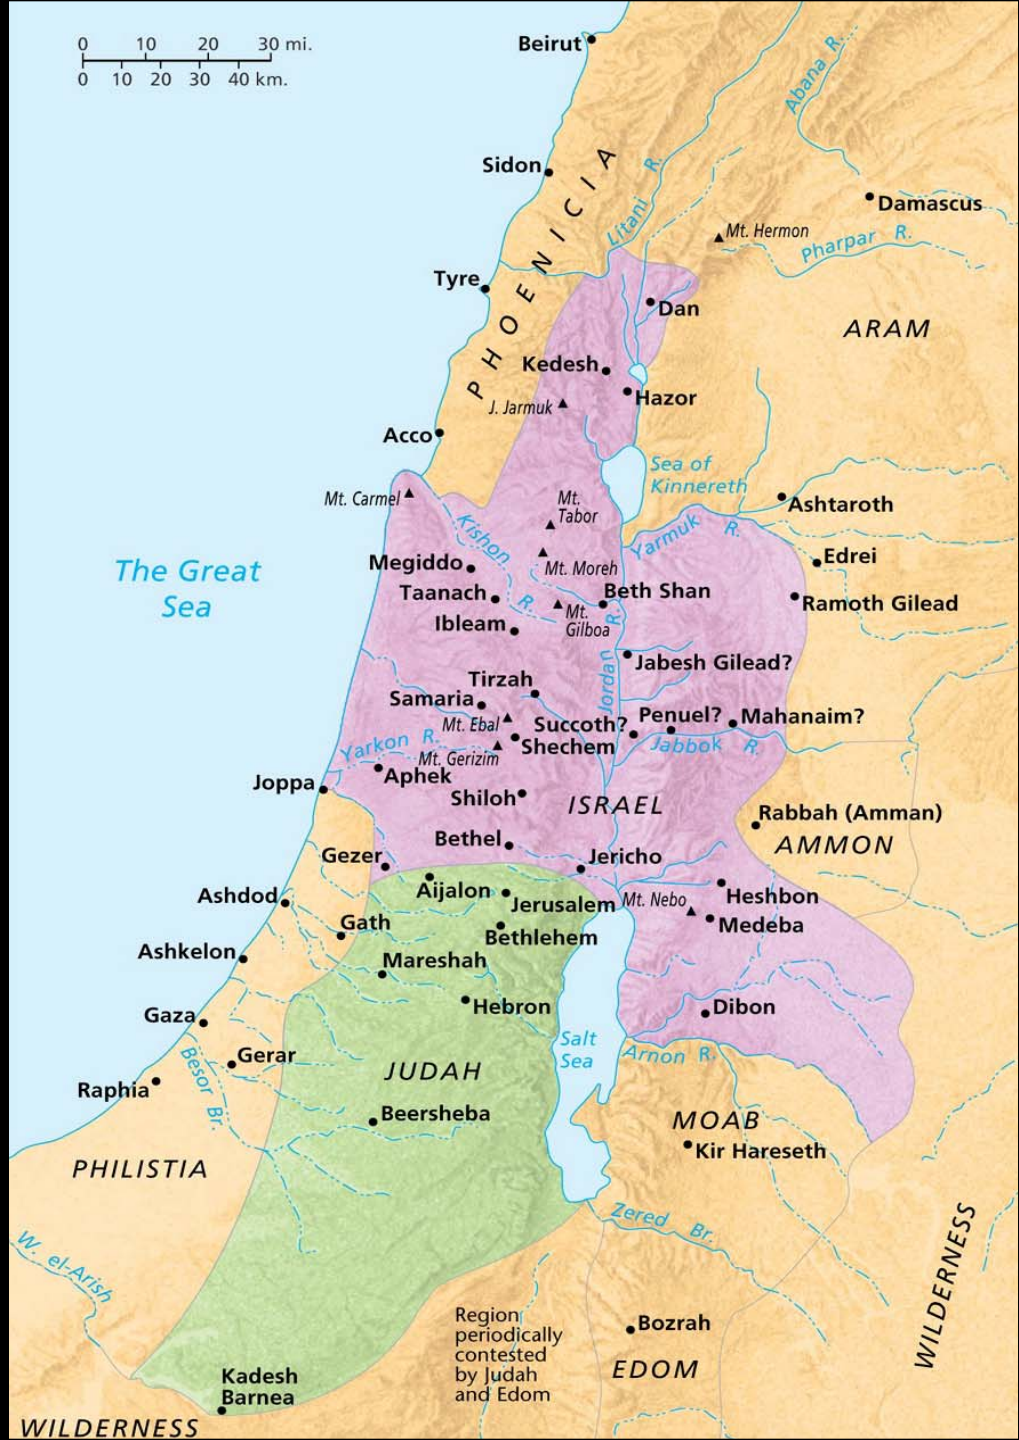 0 10 20 30 mi.
0 10 20 30 40 km.
Beirut
Abana R.
Sidon
PHOENICIA
Litani R.
Damascus
Mt. Hermon
Pharpar R.
Tyre
Dan
ARAM
Kedesh
Hazor
J. Jarmuk
Acco
Sea of
Kinnereth
Mt. Carmel
Mt.
Tabor
Ashtaroth
Kishon R.
Yarmuk R.
Megiddo
Mt. Moreh
Edrei
The Great
Sea
Taanach
Beth Shan
Ramoth Gilead
Ibleam
Mt.
Gilboa
Jordan R.
Jabesh Gilead?
Tirzah
Samaria
Mt. Ebal
Succoth?
Penuel?
Mahanaim?
Yarkon R.
Shechem
Jabbok R.
Mt. Gerizim
Aphek
Joppa
Shiloh
ISRAEL
Rabbah (Amman)
AMMON
Bethel
Gezer
Jericho
Ashdod
Aijalon
Jerusalem
Mt. Nebo
Heshbon
Gath
Medeba
Bethlehem
Ashkelon
Mareshah
Hebron
Dibon
Gaza
Salt
Sea
Arnon R.
Gerar
Besor Br.
JUDAH
Raphia
Beersheba
MOAB
Kir Hareseth
PHILISTIA
Zered Br.
W. el-Arish
WILDERNESS
Region
periodically
contested
by Judah
and Edom
Bozrah
EDOM
Kadesh
Barnea
WILDERNESS